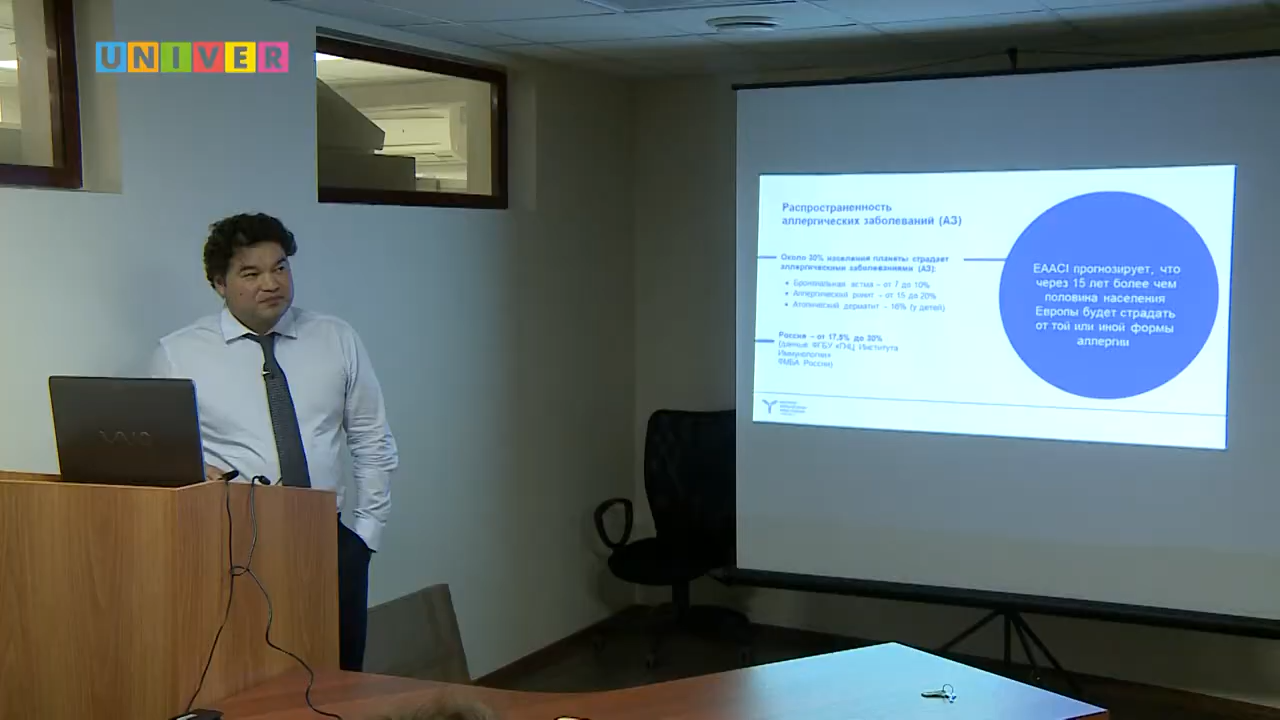 UNIVER
Распространенность
аллергических заболеваний (АЗ)
Около 30% населения планеты страдает
аллергическими заболеваниями (АЗ):
• Бронхиальная астма – от 7 до 10%
• Аллергический ринит – от 15 до 20%
• Атопический дерматит – 16% (у детей)
Россия – от 17,5% до 30%
(данные ФГБУ «ГНЦ Института
Иммунологии»
ФМБА России)
EAACI прогнозирует, что
через 15 лет более чем
половина населения
Европы будет страдать
от той или иной формы
аллергии
VAIO